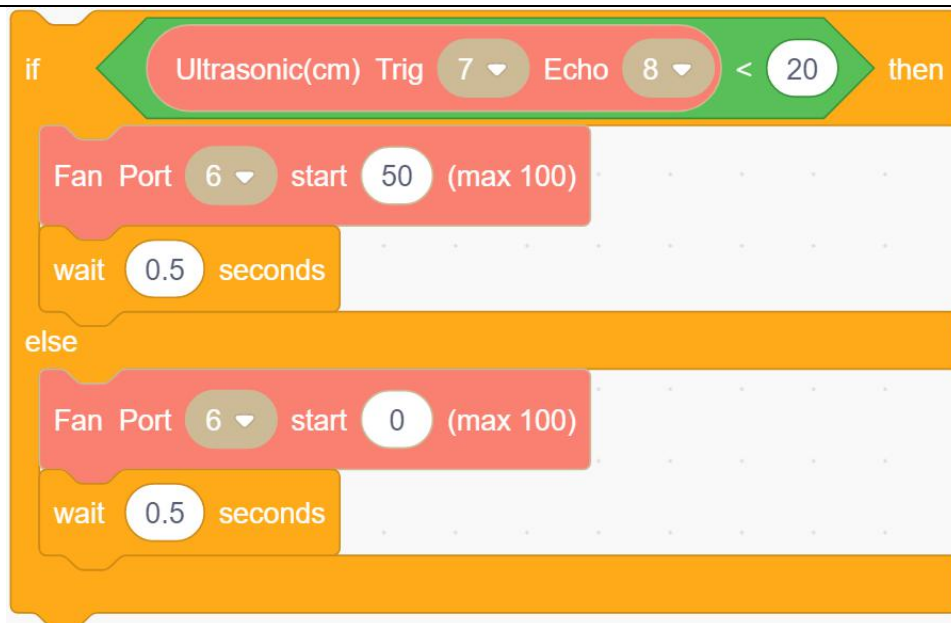 if Ultrasonic(cm) Trig 7 Echo 8 < 20 then
Fan Port 6 start 50 (max 100)
wait 0.5 seconds
else
Fan Port 6 start 0 (max 100)
wait 0.5 seconds